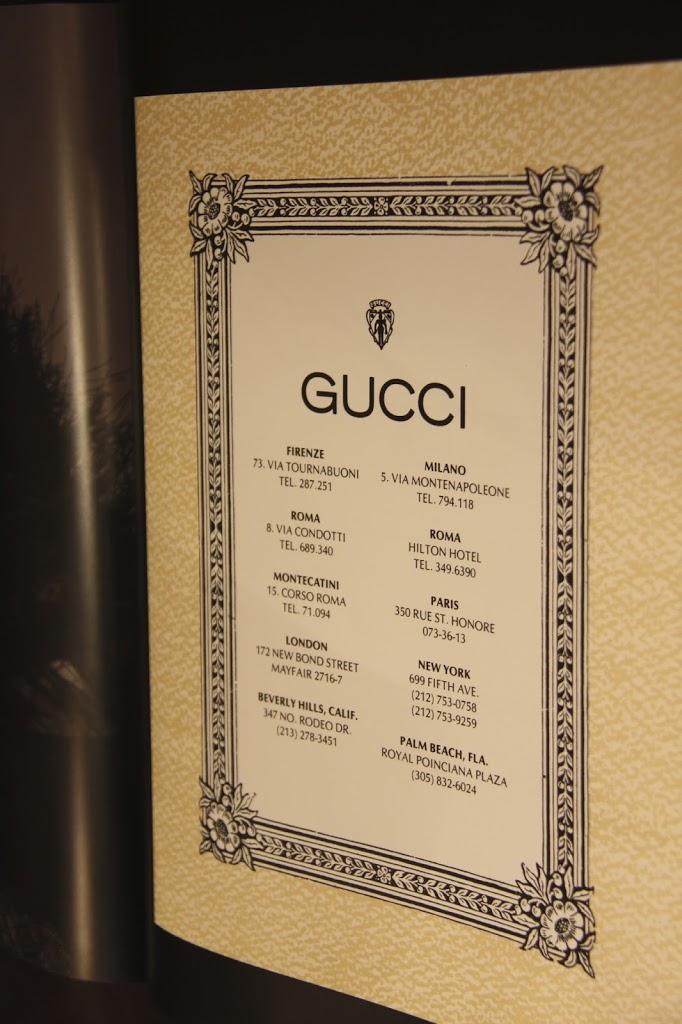 GUCCI
GUCCI
FIRENZE
73. VIA TOURNABUONI
TEL. 287.251
ROMA
8. VIA CONDOTTI
TEL. 689.340
MONTECATINI
15. CORSO ROMA
TEL. 71.094
LONDON
172 NEW BOND STREET
MAYFAIR 2716-7
BEVERLY HILLS, CALIF.
347 NO. RODEO DR.
(213) 278-3451
MILANO
5. VIA MONTENAPOLEONE
TEL. 794.118
ROMA
HILTON HOTEL
TEL. 349.6390
PARIS
350 RUE ST. HONORE
073-36-13
NEW YORK
699 FIFTH AVE.
(212) 753-0758
(212) 753-9259
PALM BEACH, FLA.
ROYAL POINCIANA PLAZA
(305) 832-6024